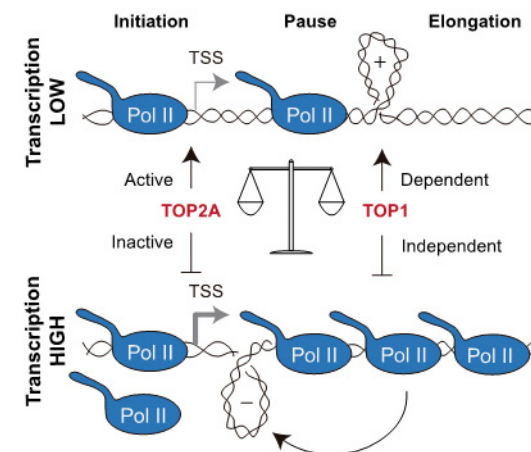 Initiation Pause Elongation
Transcription
LOW
TSS
+
Pol II Pol II
Active Dependent
TOP2A TOP1
Inactive Independent
Transcription
HIGH
TSS
Pol II Pol II Pol II Pol II
−
Pol II